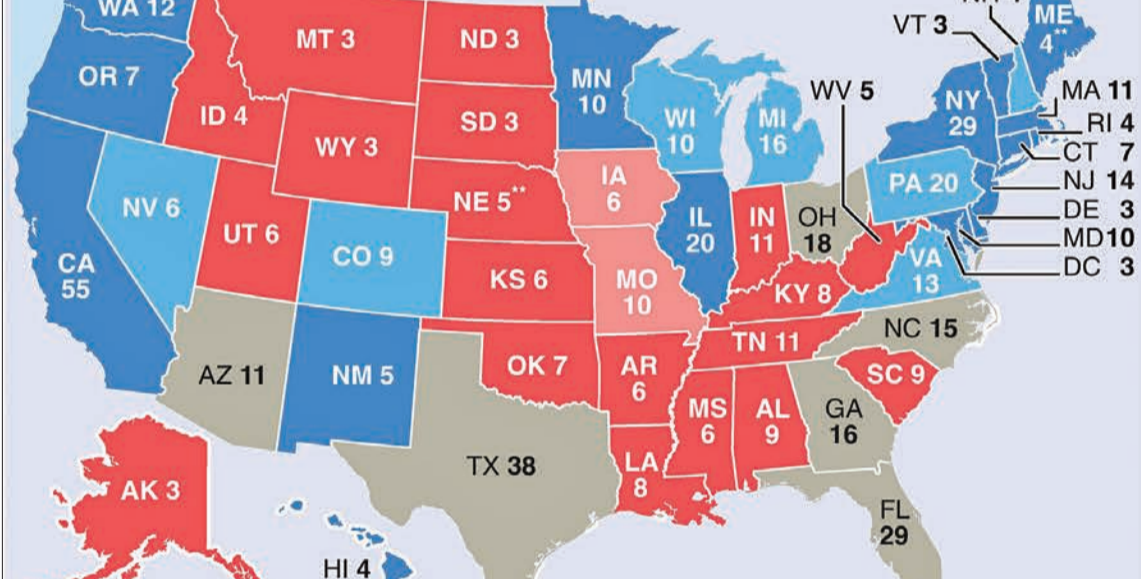 WA 12
MT 3
ND 3
VT 3
ME
4**
OR 7
MN
10
ID 4
WV 5
MA 11
SD 3
WI
10
MI
16
NY
29
RI 4
WY 3
CT 7
NV 6
NE 5**
IA
6
PA 20
NJ 14
UT 6
IL
20
IN
11
OH
18
DE 3
CO 9
MD 10
CA
55
KS 6
MO
10
VA
13
DC 3
KY 8
AZ 11
NM 5
OK 7
AR
6
TN 11
NC 15
SC 9
MS
6
AL
9
GA
16
TX 38
LA
8
AK 3
FL
29
HI 4